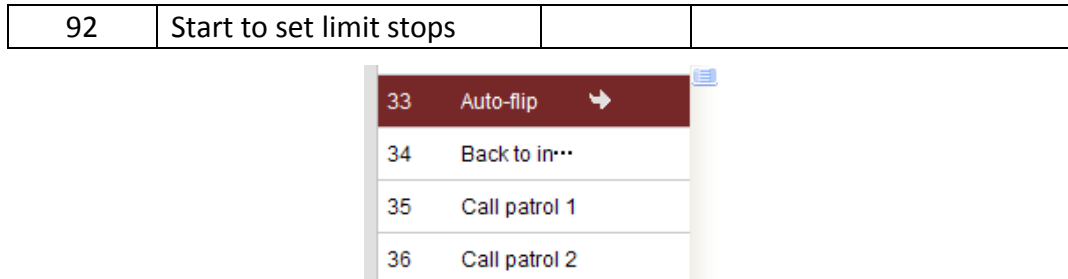 92 Start to set limit stops
33 Auto-flip
34 Back to in···
35 Call patrol 1
36 Call patrol 2